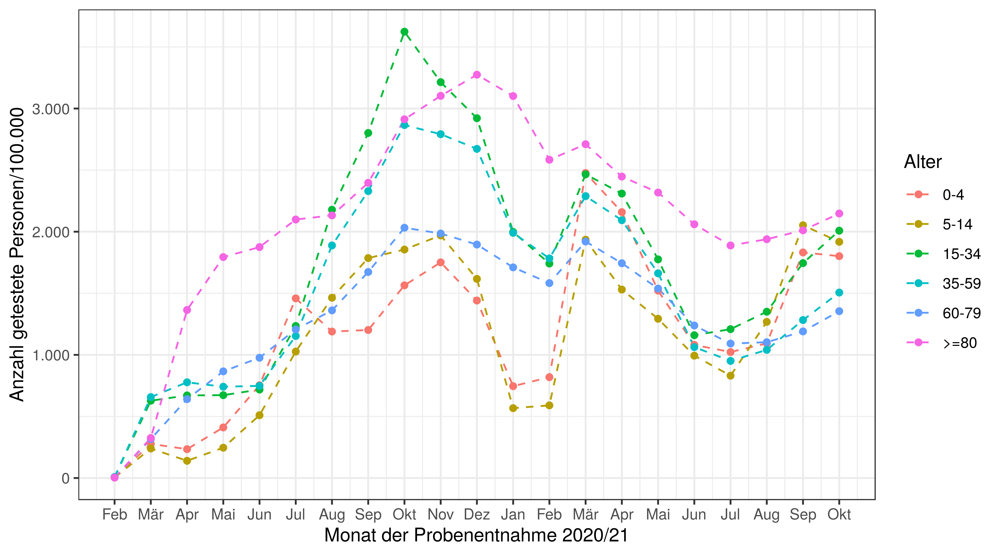 Anzahl getestete Personen/100.000
3.000
2.000
1.000
0
Feb Mär Apr Mai Jun Jul Aug Sep Okt Nov Dez Jan Feb Mär Apr Mai Jun Jul Aug Sep Okt
Monat der Probenentnahme 2020/21
Alter
0-4
5-14
15-34
35-59
60-79
>=80